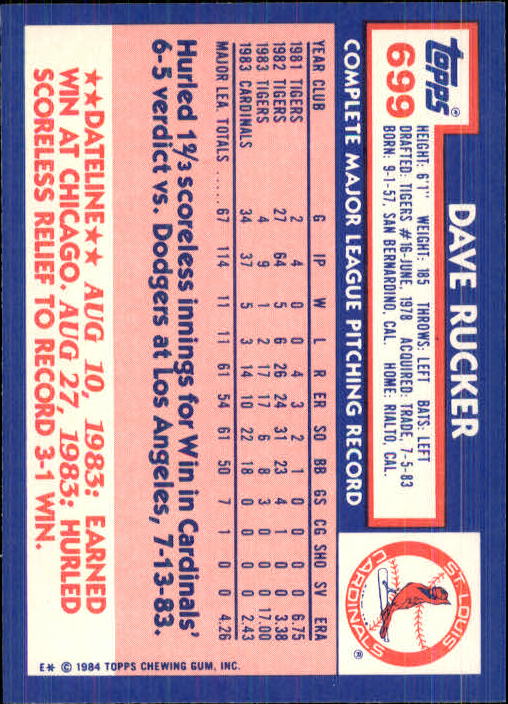 topps®
699
DAVE RUCKER
HEIGHT: 6'1" WEIGHT: 185 THROWS: LEFT BATS: LEFT
DRAFTED: TIGERS #16-JUNE, 1978 ACQUIRED: TRADE, 7-5-83
BORN: 9-1-57, SAN BERNARDINO, CAL. HOME: RIALTO, CAL.
ST. LOUIS
CARDINALS
®
COMPLETE MAJOR LEAGUE PITCHING RECORD
YEAR CLUB G IP W L R ER SO BB GS CG SHO SV ERA
1981 TIGERS 2 4 0 0 4 3 2 1 0 0 0 0 6.75
1982 TIGERS 27 64 5 6 26 24 31 23 4 1 0 0 3.38
1983 TIGERS 4 9 1 2 17 17 6 8 3 0 0 0 17.00
1983 CARDINALS 34 37 5 3 14 10 22 18 0 0 0 0 2.43
MAJOR LEA. TOTALS ...... 67 114 11 11 61 54 61 50 7 1 0 0 4.26
Hurled 1 2/3 scoreless innings for Win in Cardinals'
6-5 verdict vs. Dodgers at Los Angeles, 7-13-83.
★★DATELINE★★ AUG 10, 1983: EARNED
WIN AT CHICAGO. AUG 27, 1983: HURLED
SCORELESS RELIEF TO RECORD 3-1 WIN.
E* © 1984 TOPPS CHEWING GUM, INC.